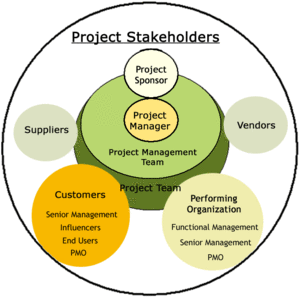 Project Stakeholders
Project
Sponsor
Project
Manager
Suppliers
Vendors
Project Management
Team
Project Team
Customers
Senior Management
Influencers
End Users
PMO
Performing
Organization
Functional Management
Senior Management
PMO